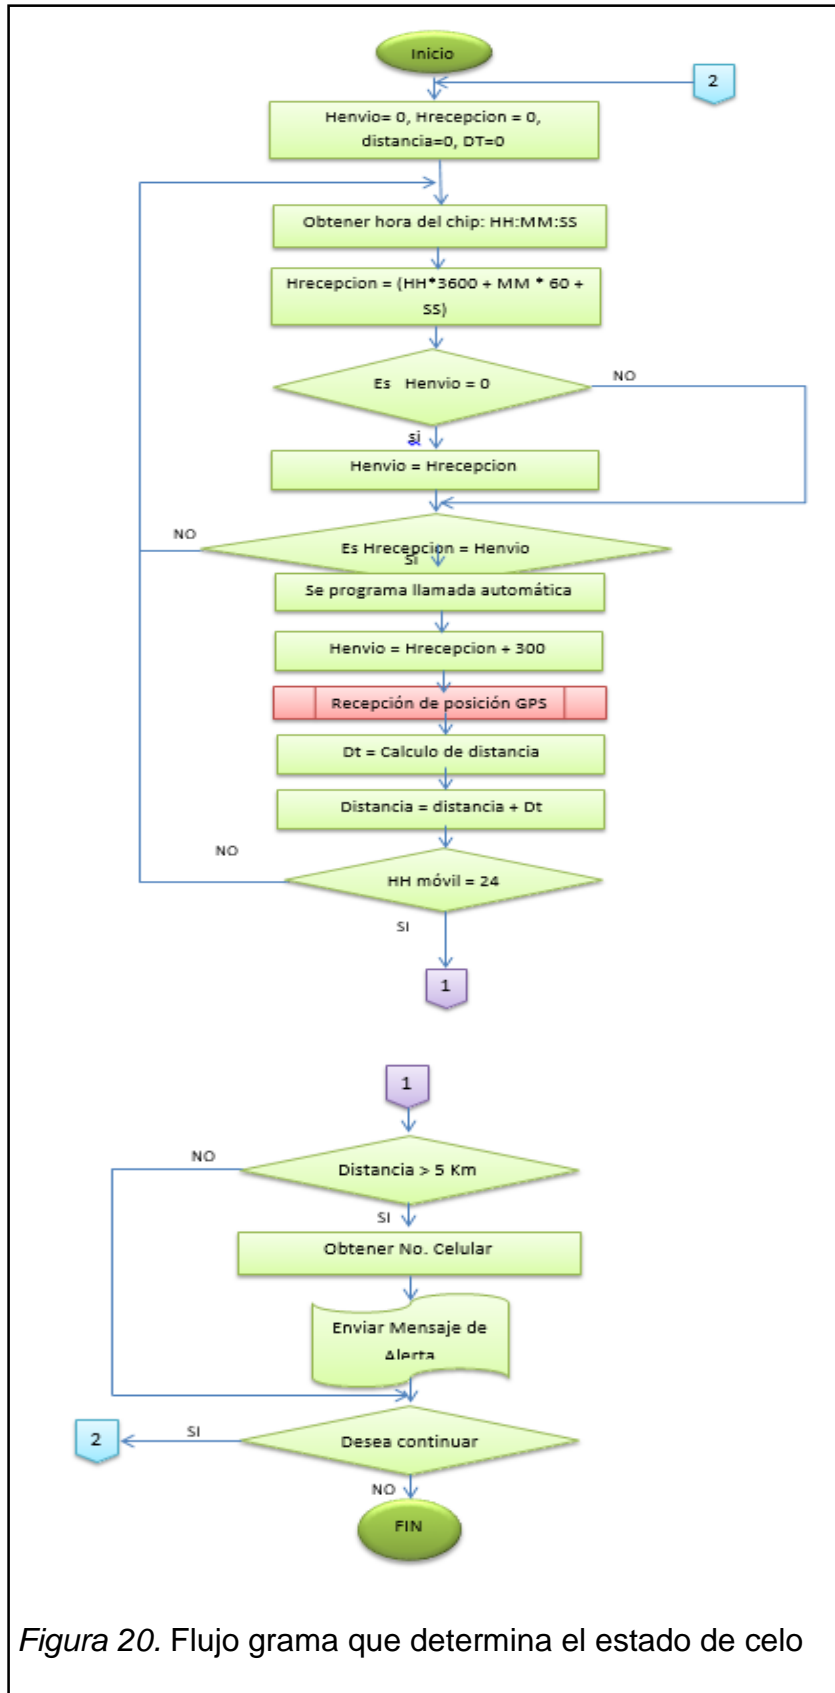 Inicio
2
Henvio= 0, Hrecepcion = 0,
distancia=0, DT=0
Obtener hora del chip: HH:MM:SS
Hrecepcion = (HH*3600 + MM * 60 +
SS)
Es Henvio = 0
NO
si
Henvio = Hrecepcion
NO
Es Hrecepcion = Henvio
Si
Se programa llamada automática
Henvio = Hrecepcion + 300
Recepción de posición GPS
Dt = Calculo de distancia
Distancia = distancia + Dt
NO
HH móvil = 24
SI
1
1
NO
Distancia > 5 Km
SI
Obtener No. Celular
Enviar Mensaje de
Alerta
2
SI
Desea continuar
NO
FIN
Figura 20. Flujo grama que determina el estado de celo